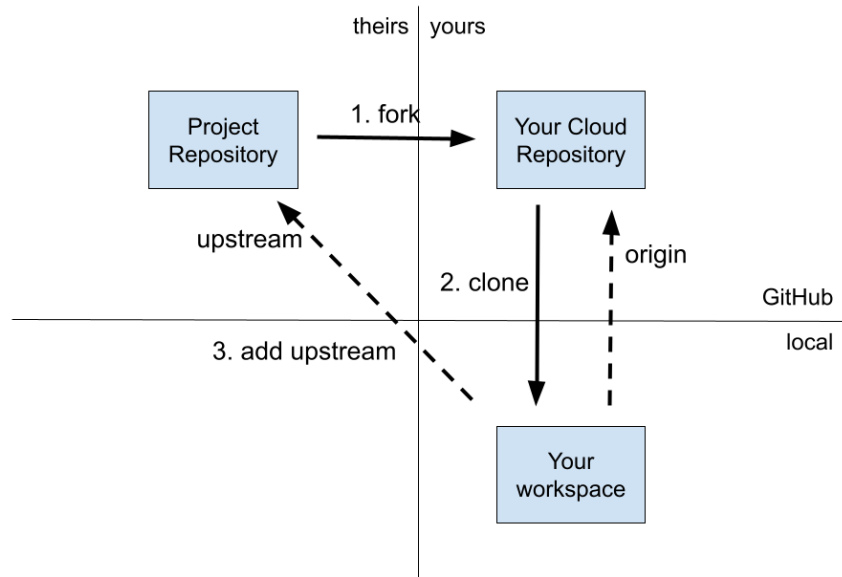 theirs
yours
Project
Repository
1. fork
Your Cloud
Repository
upstream
origin
2. clone
GitHub
local
3. add upstream
Your
workspace